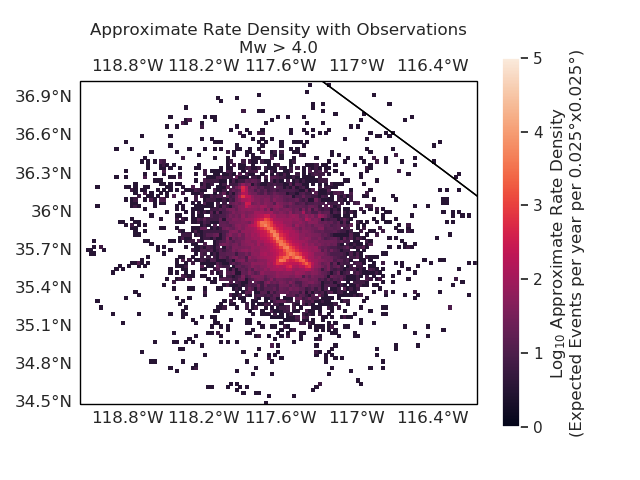 Approximate Rate Density with Observations
Mw > 4.0
118.8°W 118.2°W 117.6°W 117°W 116.4°W
36.9°N
36.6°N
36.3°N
36°N
35.7°N
35.4°N
35.1°N
34.8°N
34.5°N
118.8°W 118.2°W 117.6°W 117°W 116.4°W
5
4
3
2
1
0
Log₁₀ Approximate Rate Density
(Expected Events per year per 0.025°x0.025°)